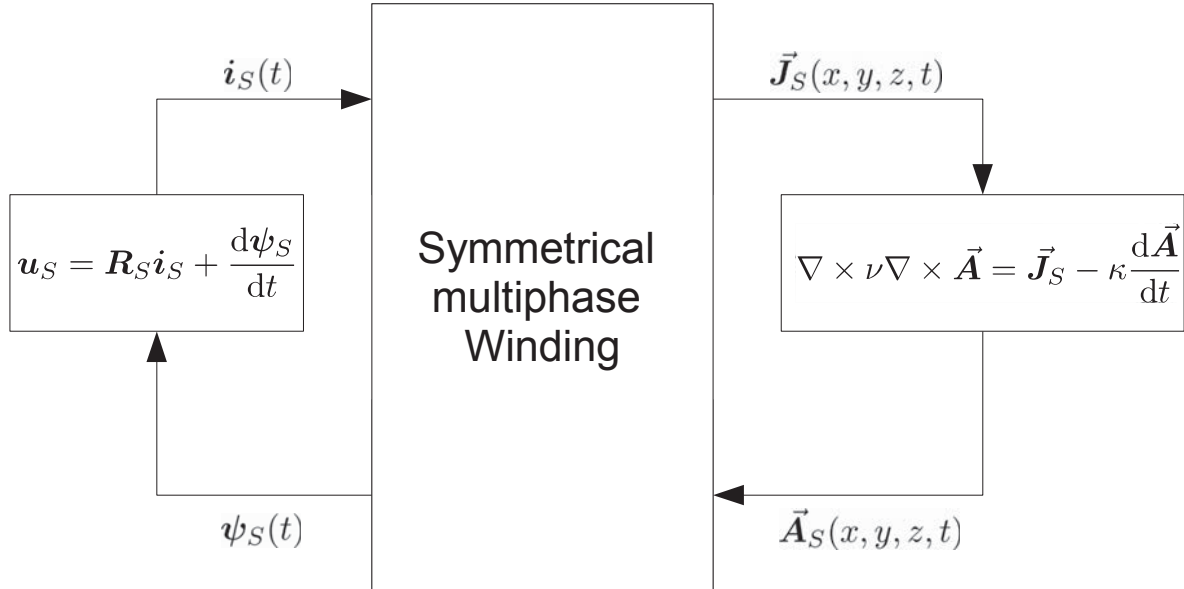 i_S(t)
J⃗_S(x, y, z, t)
u_S = R_S i_S + dψ_S/dt
Symmetrical
multiphase
Winding
∇ × ν∇ × A⃗ = J⃗_S − κ dA⃗/dt
ψ_S(t)
A⃗_S(x, y, z, t)